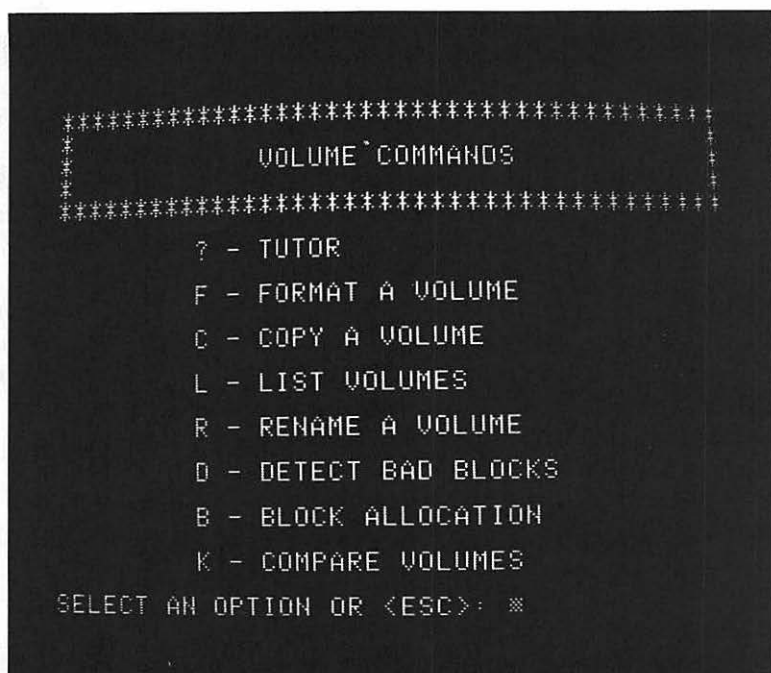 ******************************************
* VOLUME COMMANDS *
* *
******************************************
? - TUTOR
F - FORMAT A VOLUME
C - COPY A VOLUME
L - LIST VOLUMES
R - RENAME A VOLUME
D - DETECT BAD BLOCKS
B - BLOCK ALLOCATION
K - COMPARE VOLUMES
SELECT AN OPTION OR <ESC>: ※